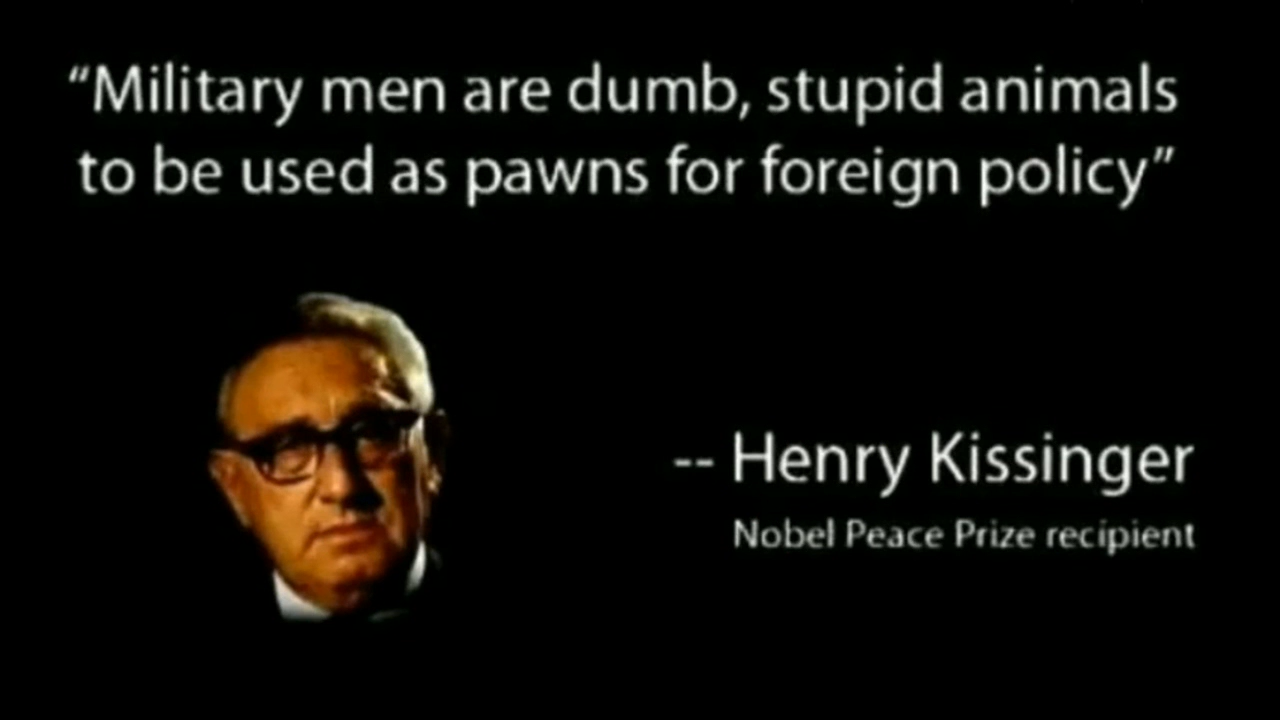 “Military men are dumb, stupid animals
to be used as pawns for foreign policy”
-- Henry Kissinger
Nobel Peace Prize recipient